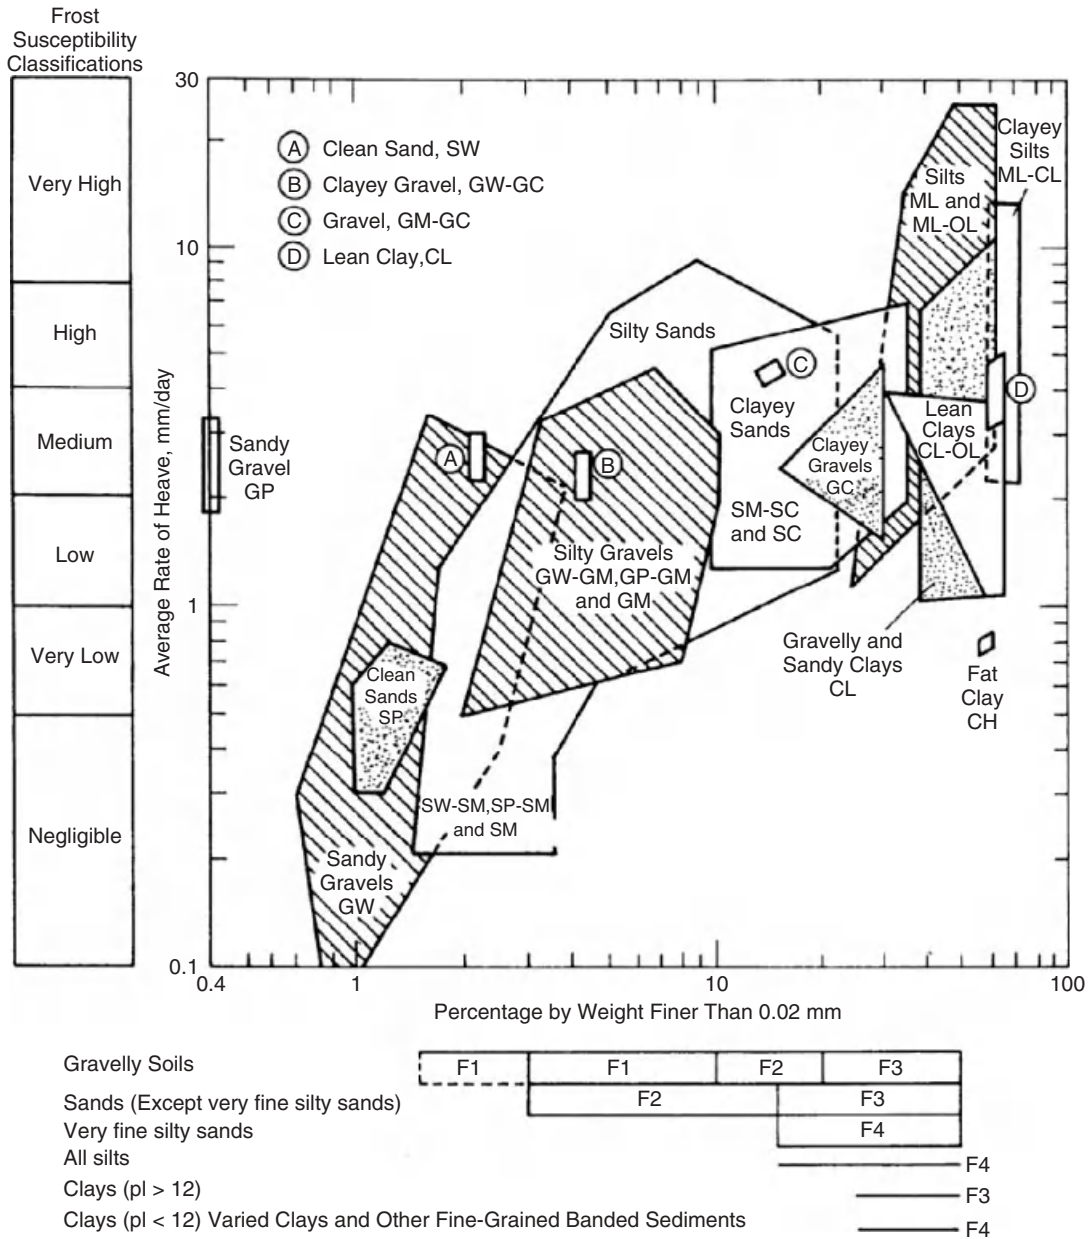 Frost
Susceptibility
Classifications
Very High
High
Medium
Low
Very Low
Negligible
Average Rate of Heave, mm/day
30
10
1
0.1
0.4
1
10
100
Percentage by Weight Finer Than 0.02 mm
A Clean Sand, SW
B Clayey Gravel, GW-GC
C Gravel, GM-GC
D Lean Clay,CL
Sandy
Gravel
GP
A
B
C
D
Silty Sands
Clayey
Silts
ML-CL
Silts
ML and
ML-OL
Clayey
Sands
SM-SC
and SC
Clayey
Gravels
GC
Lean
Clays
CL-OL
Silty Gravels
GW-GM,GP-GM
and GM
Clean
Sands
SP
SW-SM,SP-SM
and SM
Sandy
Gravels
GW
Gravelly and
Sandy Clays
CL
Fat
Clay
CH
Gravelly Soils F1 F1 F2 F3
Sands (Except very fine silty sands) F2 F3
Very fine silty sands F4
All silts F4
Clays (pl > 12) F3
Clays (pl < 12) Varied Clays and Other Fine-Grained Banded Sediments F4